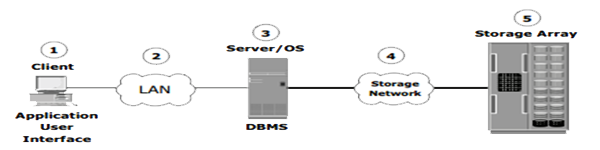 1
Client
Application
User
Interface
2
LAN
3
Server/OS
DBMS
4
Storage
Network
5
Storage Array